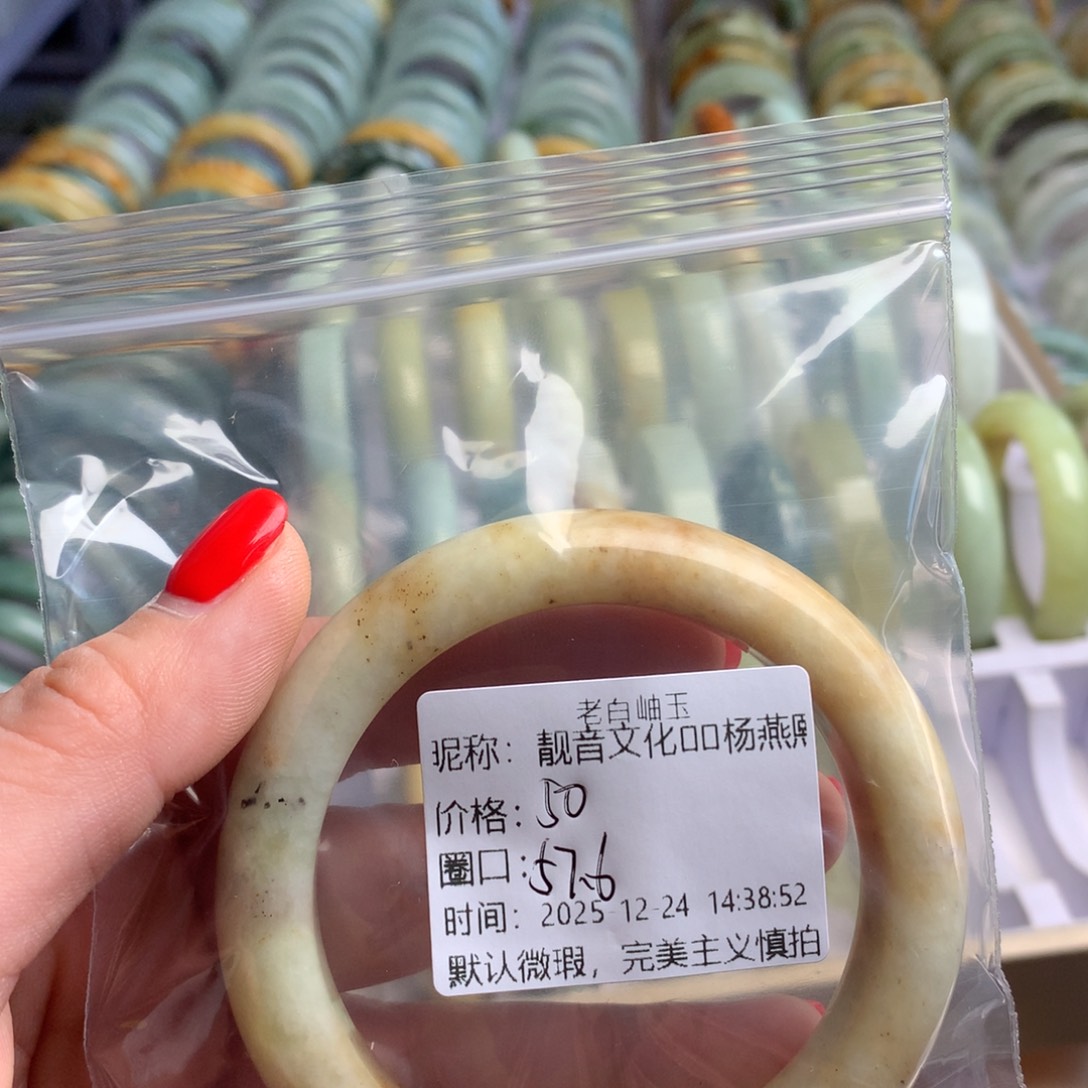 老白岫玉
昵称：靓音文化口口杨燕
价格：50
圈口：57.6
时间：2025-12-24 14:38:52
默认微瑕，完美主义慎拍